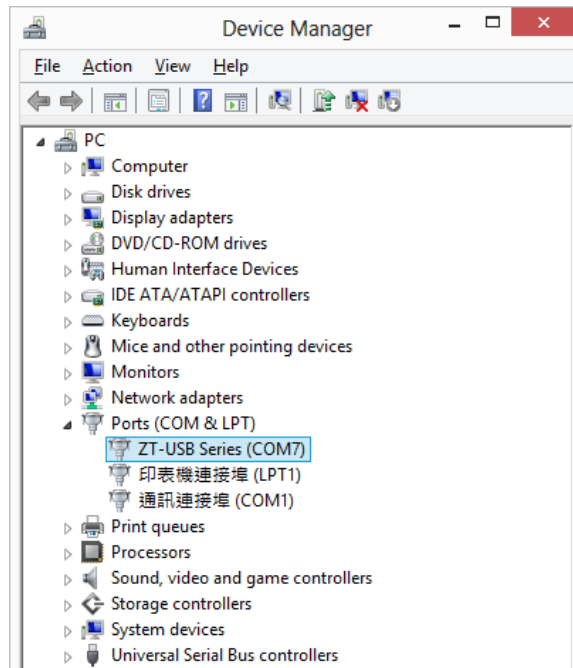 Device Manager
File Action View Help
PC
Computer
Disk drives
Display adapters
DVD/CD-ROM drives
Human Interface Devices
IDE ATA/ATAPI controllers
Keyboards
Mice and other pointing devices
Monitors
Network adapters
Ports (COM & LPT)
ZT-USB Series (COM7)
印表機連接埠 (LPT1)
通訊連接埠 (COM1)
Print queues
Processors
Sound, video and game controllers
Storage controllers
System devices
Universal Serial Bus controllers